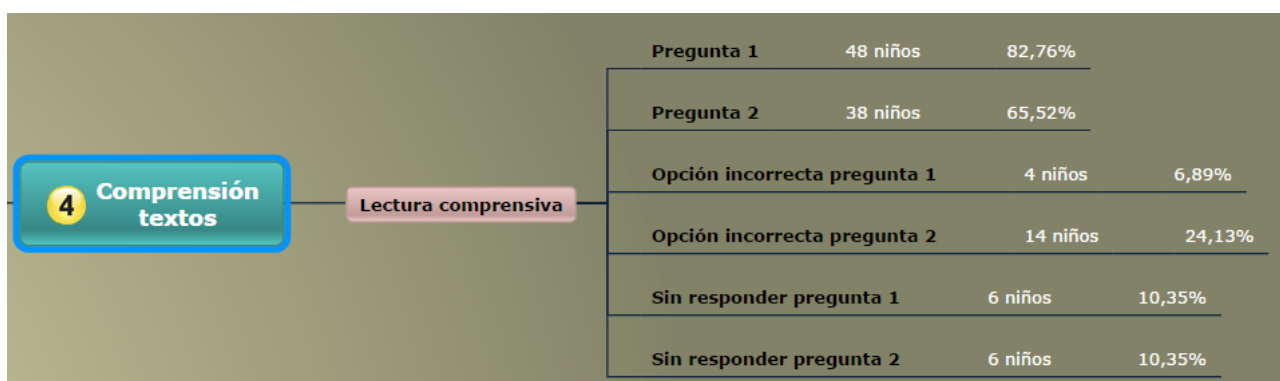 4
Comprensión
textos
Lectura comprensiva
Pregunta 1 48 niños 82,76%
Pregunta 2 38 niños 65,52%
Opción incorrecta pregunta 1 4 niños 6,89%
Opción incorrecta pregunta 2 14 niños 24,13%
Sin responder pregunta 1 6 niños 10,35%
Sin responder pregunta 2 6 niños 10,35%